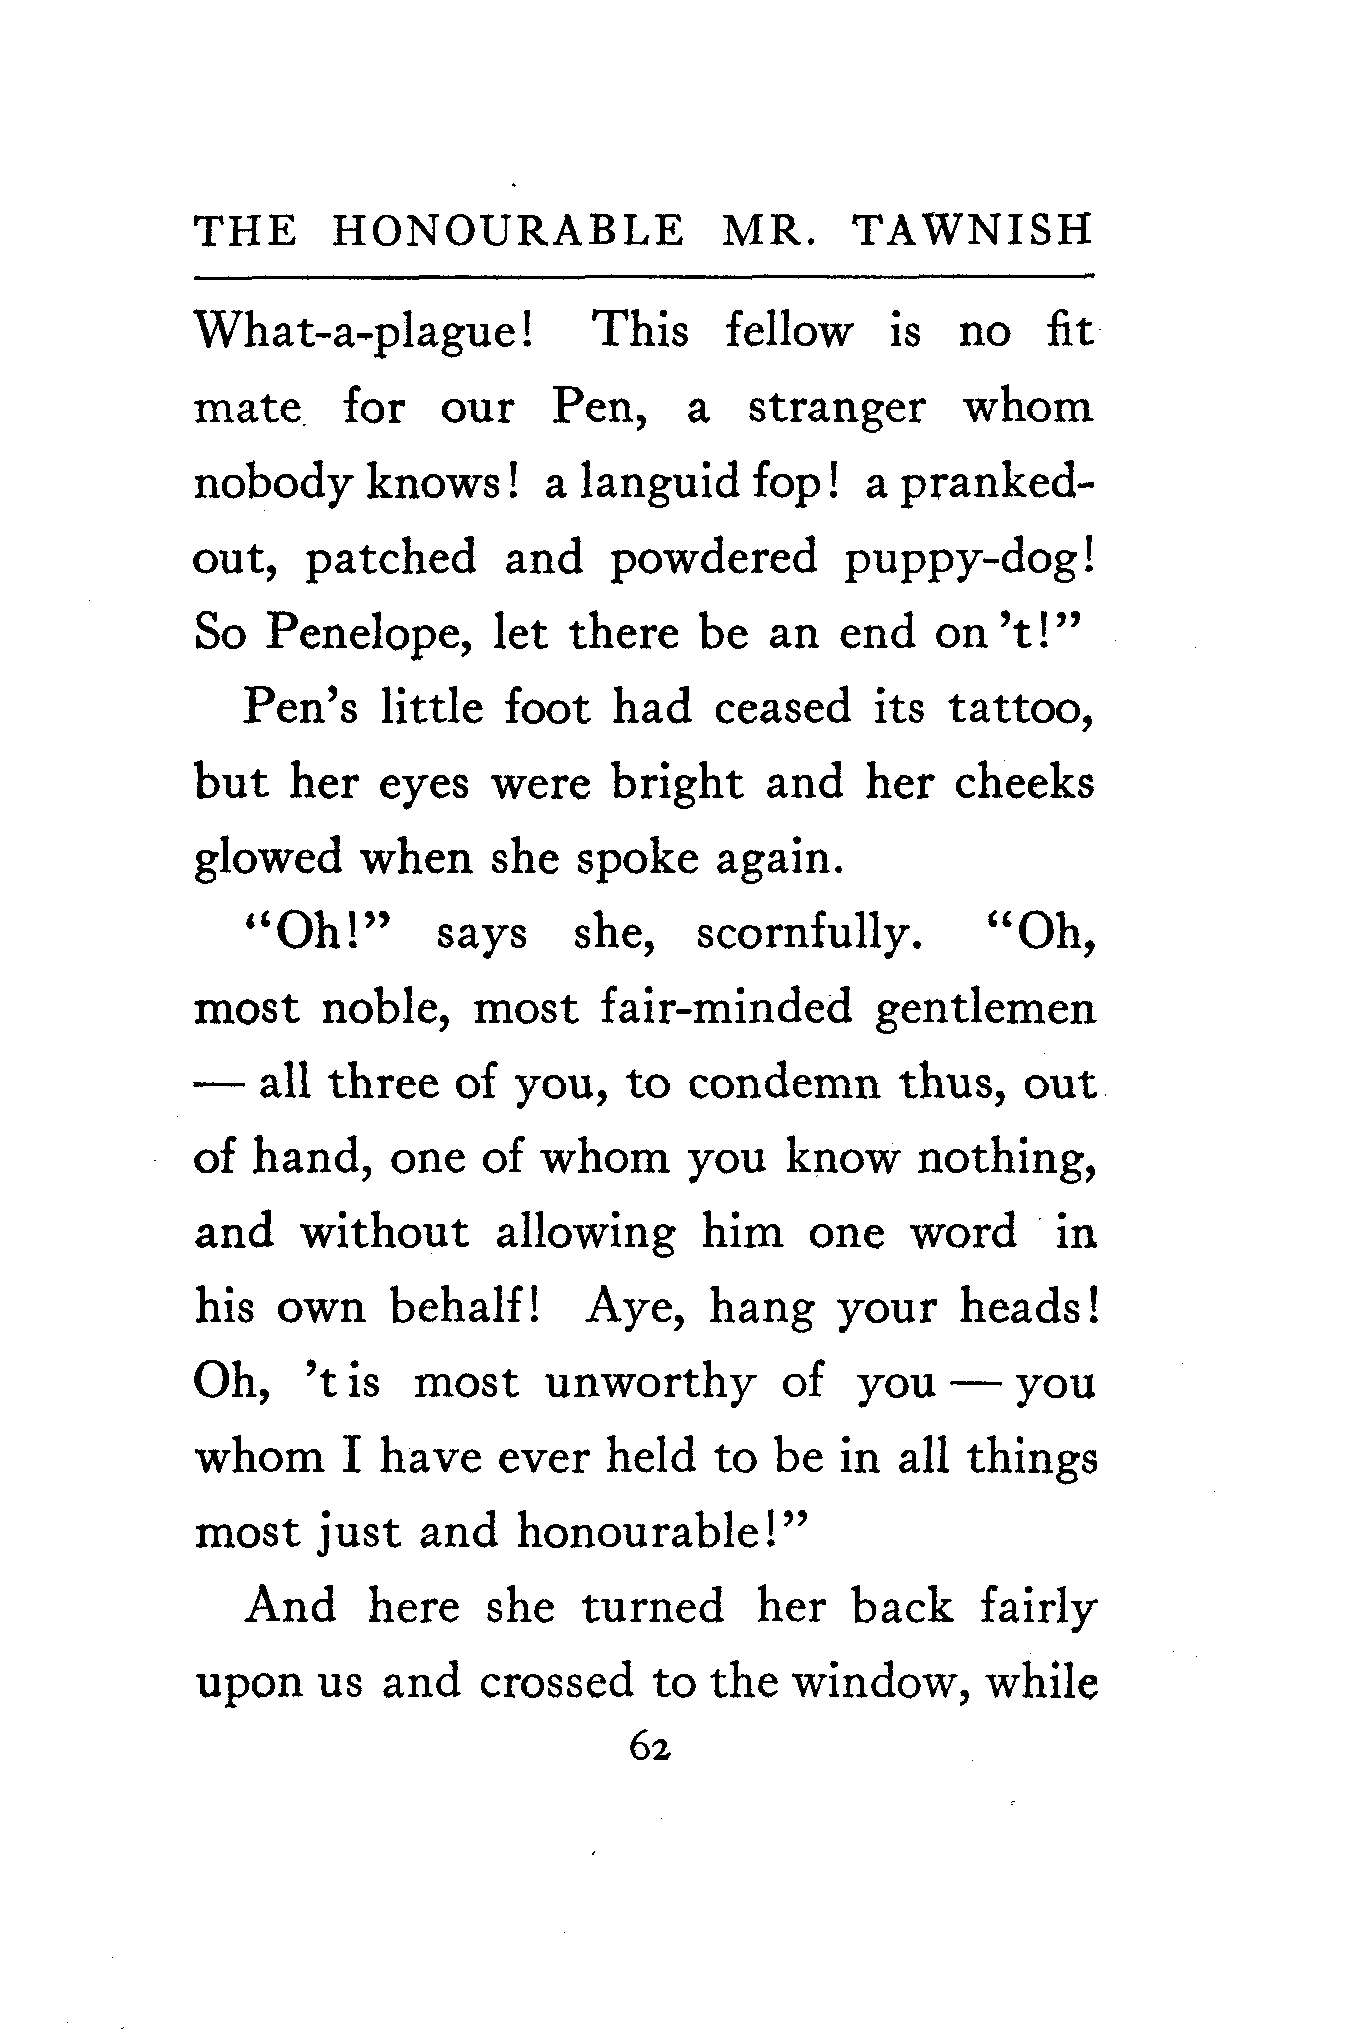 THE HONOURABLE MR. TAWNISH
What-a-plague! This fellow is no fit
mate for our Pen, a stranger whom
nobody knows! a languid fop! a pranked-
out, patched and powdered puppy-dog!
So Penelope, let there be an end on 't!”
Pen's little foot had ceased its tattoo,
but her eyes were bright and her cheeks
glowed when she spoke again.
“Oh!” says she, scornfully. “Oh,
most noble, most fair-minded gentlemen
— all three of you, to condemn thus, out
of hand, one of whom you know nothing,
and without allowing him one word in
his own behalf! Aye, hang your heads!
Oh, 't is most unworthy of you — you
whom I have ever held to be in all things
most just and honourable!”
And here she turned her back fairly
upon us and crossed to the window, while
62